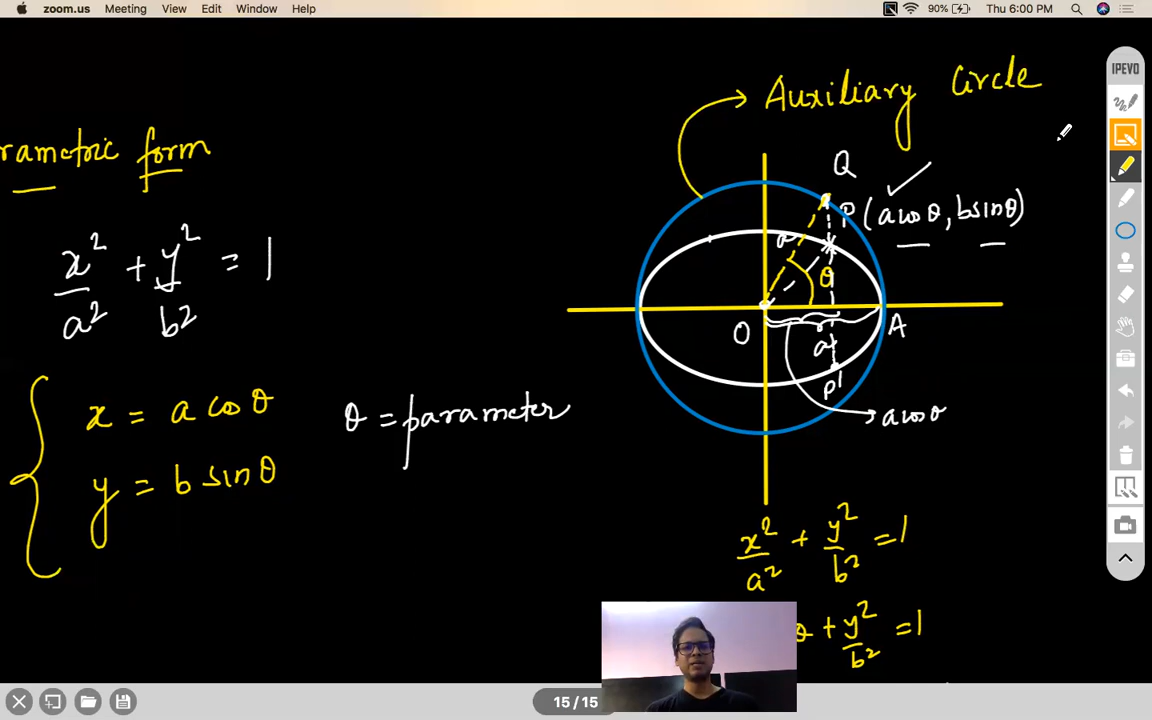 zoom.us Meeting View Edit Window Help 90% Thu 6:00 PM
IPEVO
Auxiliary Circle
rametric form
Q
P (a cos θ, b sin θ)
x² + y² = 1
a² b²
a
θ
O
a
A
P'
a cos θ
x = a cos θ
θ = parameter
y = b sin θ
x² + y² = 1
a² b²
θ + y² = 1
b²
15 / 15